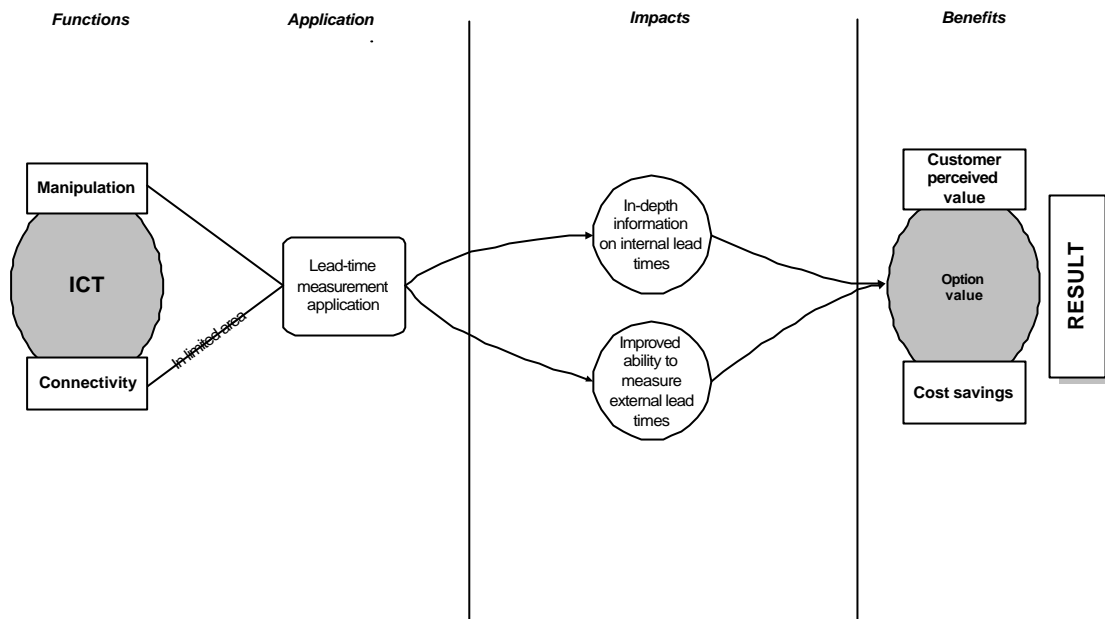 Functions
Application
.
Impacts
Benefits
Manipulation
ICT
Connectivity
In limited area
Lead-time
measurement
application
In-depth
information
on internal lead
times
Improved
ability to
measure
external lead
times
Customer
perceived
value
Option
value
Cost savings
RESULT